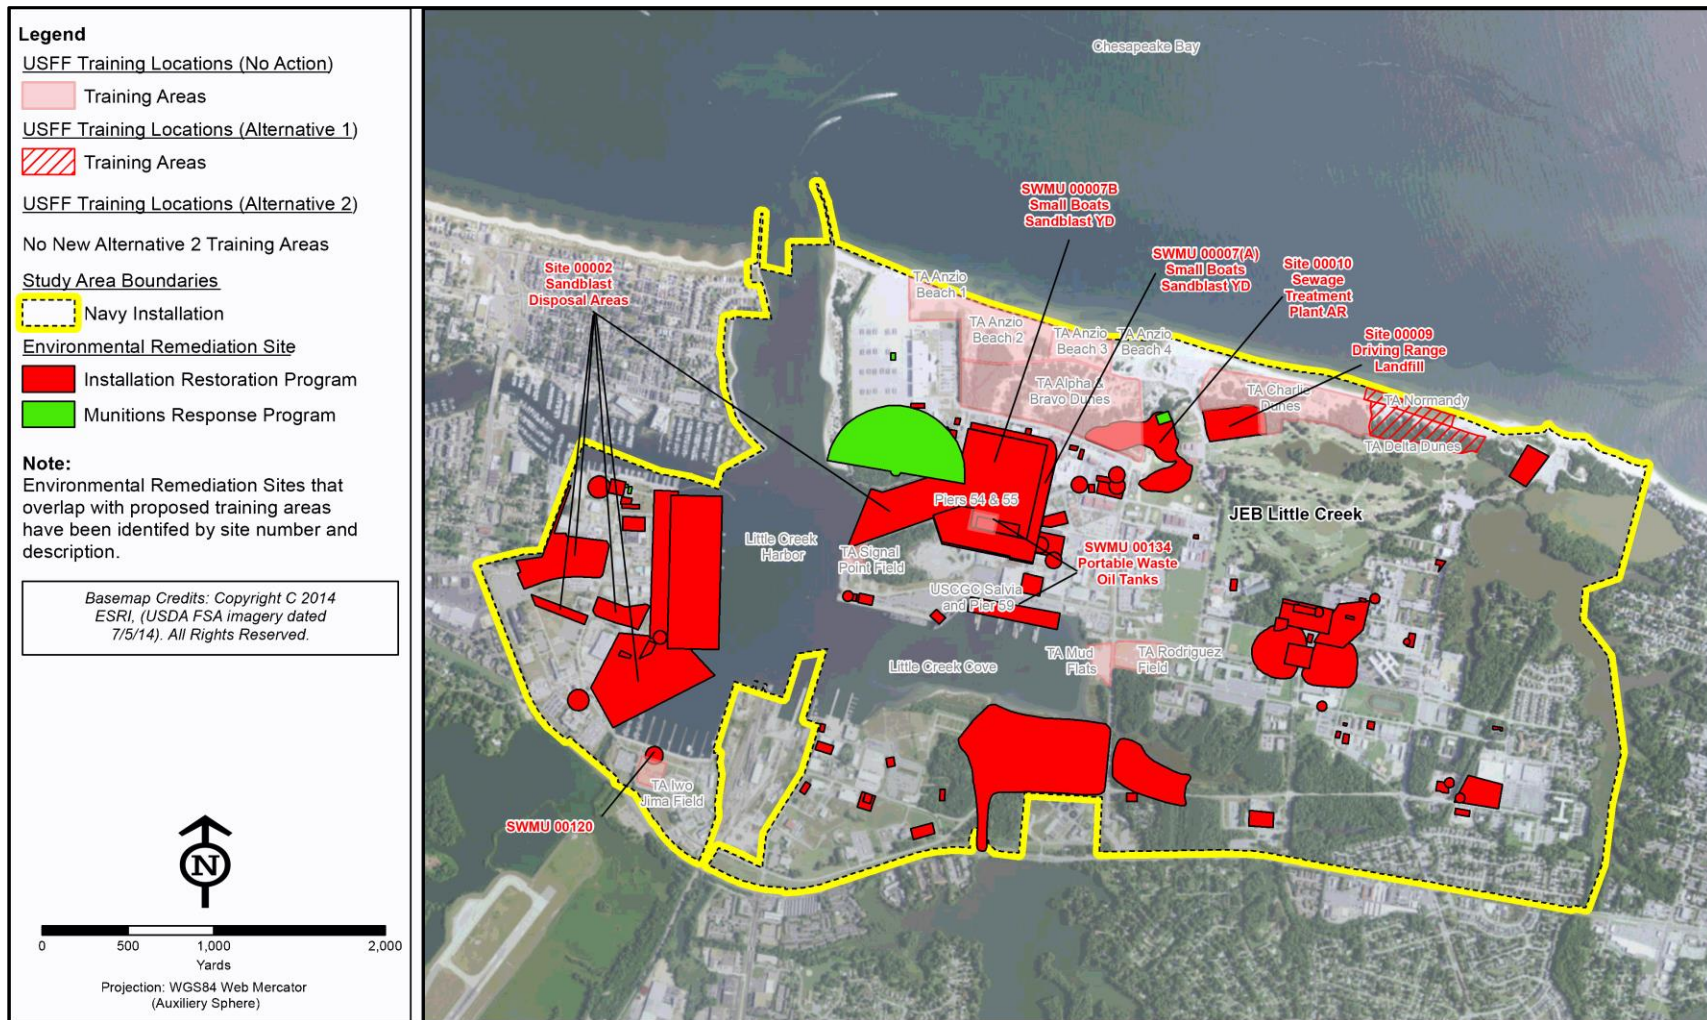 Legend
USFF Training Locations (No Action)
Training Areas
USFF Training Locations (Alternative 1)
Training Areas
USFF Training Locations (Alternative 2)
No New Alternative 2 Training Areas
Study Area Boundaries
Navy Installation
Environmental Remediation Site
Installation Restoration Program
Munitions Response Program
Note:
Environmental Remediation Sites that
overlap with proposed training areas
have been identifed by site number and
description.
Basemap Credits: Copyright C 2014
ESRI, (USDA FSA imagery dated
7/5/14). All Rights Reserved.
N
0 500 1,000 2,000
Yards
Projection: WGS84 Web Mercator
(Auxiliery Sphere)
Chesapeake Bay
SWMU 00007B
Small Boats
Sandblast YD
SWMU 00007(A)
Small Boats
Sandblast YD
Site 00010
Sewage
Treatment
Plant AR
Site 00009
Driving Range
Landfill
Site 00002
Sandblast
Disposal Areas
TA Anzio
Beach 1
TA Anzio
Beach 2
TA Anzio
Beach 3
TA Anzio
Beach 4
TA Alpha &
Bravo Dunes
TA Charlie
Dunes
TA Normandy
TA Delta Dunes
Piers 54 & 55
JEB Little Creek
Little Creek
Harbor
TA Signal
Point Field
SWMU 00134
Portable Waste
Oil Tanks
USCGC Salvia
and Pier 59
Little Creek Cove
TA Mud
Flats
TA Rodriguez
Field
TA Iwo
Jima Field
SWMU 00120